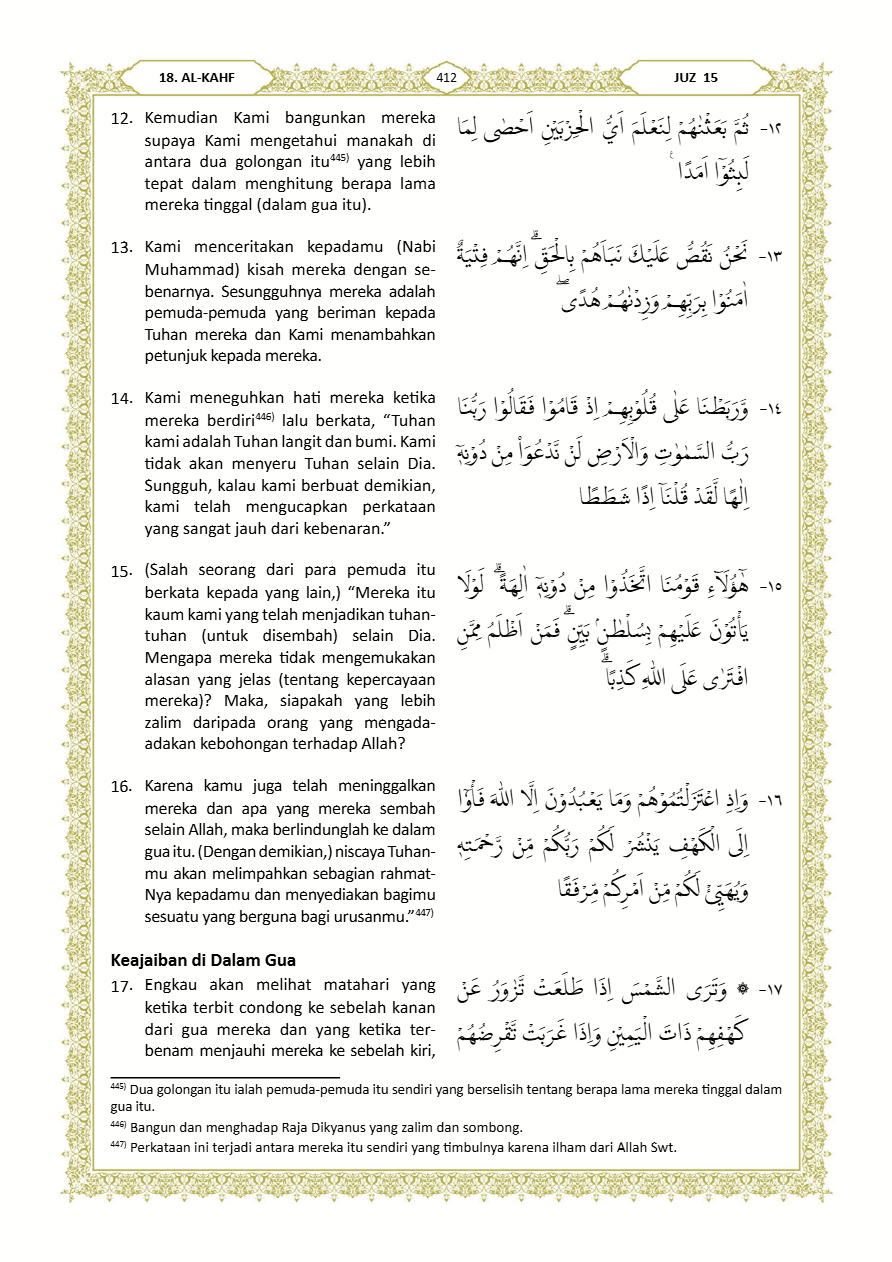 18. AL-KAHF
412
JUZ 15
12. Kemudian Kami bangunkan mereka
supaya Kami mengetahui manakah di
antara dua golongan itu⁴⁴⁵⁾ yang lebih
tepat dalam menghitung berapa lama
mereka tinggal (dalam gua itu).
١٢- ثُمَّ بَعَثْنٰهُمْ لِنَعْلَمَ اَيُّ الْحِزْبَيْنِ اَحْصٰى لِمَا
لَبِثُوْٓا اَمَدًا ࣖ
13. Kami menceritakan kepadamu (Nabi
Muhammad) kisah mereka dengan se-
benarnya. Sesungguhnya mereka adalah
pemuda-pemuda yang beriman kepada
Tuhan mereka dan Kami menambahkan
petunjuk kepada mereka.
١٣- نَحْنُ نَقُصُّ عَلَيْكَ نَبَاَهُمْ بِالْحَقِّۗ اِنَّهُمْ فِتْيَةٌ
اٰمَنُوْا بِرَبِّهِمْ وَزِدْنٰهُمْ هُدًىۖ
14. Kami meneguhkan hati mereka ketika
mereka berdiri⁴⁴⁶⁾ lalu berkata, “Tuhan
kami adalah Tuhan langit dan bumi. Kami
tidak akan menyeru Tuhan selain Dia.
Sungguh, kalau kami berbuat demikian,
kami telah mengucapkan perkataan
yang sangat jauh dari kebenaran.”
١٤- وَّرَبَطْنَا عَلٰى قُلُوْبِهِمْ اِذْ قَامُوْا فَقَالُوْا رَبُّنَا
رَبُّ السَّمٰوٰتِ وَالْاَرْضِ لَنْ نَّدْعُوَا۟ مِنْ دُوْنِهٖٓ
اِلٰهًا لَّقَدْ قُلْنَآ اِذًا شَطَطًا
15. (Salah seorang dari para pemuda itu
berkata kepada yang lain,) “Mereka itu
kaum kami yang telah menjadikan tuhan-
tuhan (untuk disembah) selain Dia.
Mengapa mereka tidak mengemukakan
alasan yang jelas (tentang kepercayaan
mereka)? Maka, siapakah yang lebih
zalim daripada orang yang mengada-
adakan kebohongan terhadap Allah?
١٥- هٰٓؤُلَاۤءِ قَوْمُنَا اتَّخَذُوْا مِنْ دُوْنِهٖٓ اٰلِهَةًۗ لَوْلَا
يَأْتُوْنَ عَلَيْهِمْ بِسُلْطٰنٍۢ بَيِّنٍۗ فَمَنْ اَظْلَمُ مِمَّنِ
افْتَرٰى عَلَى اللّٰهِ كَذِبًاۗ
16. Karena kamu juga telah meninggalkan
mereka dan apa yang mereka sembah
selain Allah, maka berlindunglah ke dalam
gua itu. (Dengan demikian,) niscaya Tuhan-
mu akan melimpahkan sebagian rahmat-
Nya kepadamu dan menyediakan bagimu
sesuatu yang berguna bagi urusanmu.”⁴⁴⁷⁾
١٦- وَاِذِ اعْتَزَلْتُمُوْهُمْ وَمَا يَعْبُدُوْنَ اِلَّا اللّٰهَ فَأْوٗٓا
اِلَى الْكَهْفِ يَنْشُرْ لَكُمْ رَبُّكُمْ مِّنْ رَّحْمَتِهٖ
وَيُهَيِّئْ لَكُمْ مِّنْ اَمْرِكُمْ مِّرْفَقًا
Keajaiban di Dalam Gua
17. Engkau akan melihat matahari yang
ketika terbit condong ke sebelah kanan
dari gua mereka dan yang ketika ter-
benam menjauhi mereka ke sebelah kiri,
١٧- ۞ وَتَرَى الشَّمْسَ اِذَا طَلَعَتْ تَّزٰوَرُ عَنْ
كَهْفِهِمْ ذَاتَ الْيَمِيْنِ وَاِذَا غَرَبَتْ تَّقْرِضُهُمْ
⁴⁴⁵⁾ Dua golongan itu ialah pemuda-pemuda itu sendiri yang berselisih tentang berapa lama mereka tinggal dalam
gua itu.
⁴⁴⁶⁾ Bangun dan menghadap Raja Dikyanus yang zalim dan sombong.
⁴⁴⁷⁾ Perkataan ini terjadi antara mereka itu sendiri yang timbulnya karena ilham dari Allah Swt.